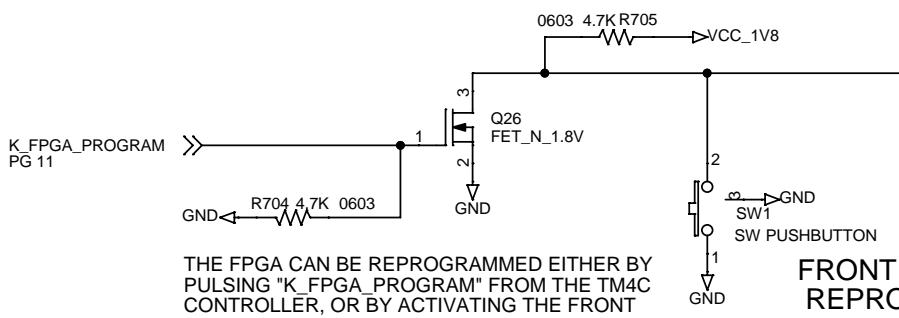 0603 4.7K R705
VCC_1V8
3
Q26
FET_N_1.8V
1
K_FPGA_PROGRAM
PG 11
2
GND
R704 4.7K 0603
GND
2
3
GND
SW1
SW PUSHBUTTON
1
GND
THE FPGA CAN BE REPROGRAMMED EITHER BY
PULSING "K_FPGA_PROGRAM" FROM THE TM4C
CONTROLLER, OR BY ACTIVATING THE FRONT
FRONT
REPRO